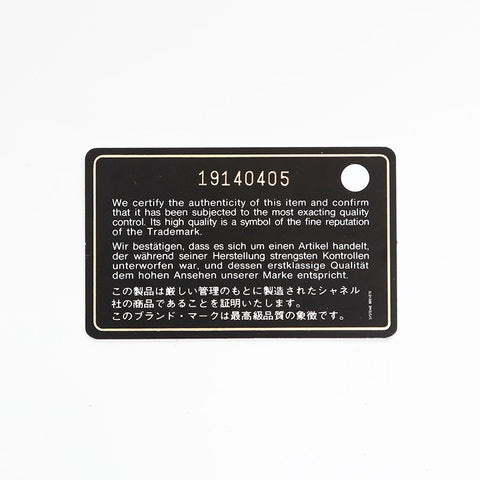 19140405
We certify the authenticity of this item and confirm
that it has been subjected to the most exacting quality
control. Its high quality is a symbol of the fine reputation
of the Trademark.
Wir bestätigen, dass es sich um einen Artikel handelt,
der während seiner Herstellung strengsten Kontrollen
unterworfen war, und dessen erstklassige Qualität
dem hohen Ansehen unserer Marke entspricht.
この製品は厳しい管理のもとに製造されたシャネル
社の商品であることを証明いたします。
このブランド・マークは最高級品質の象徴です。